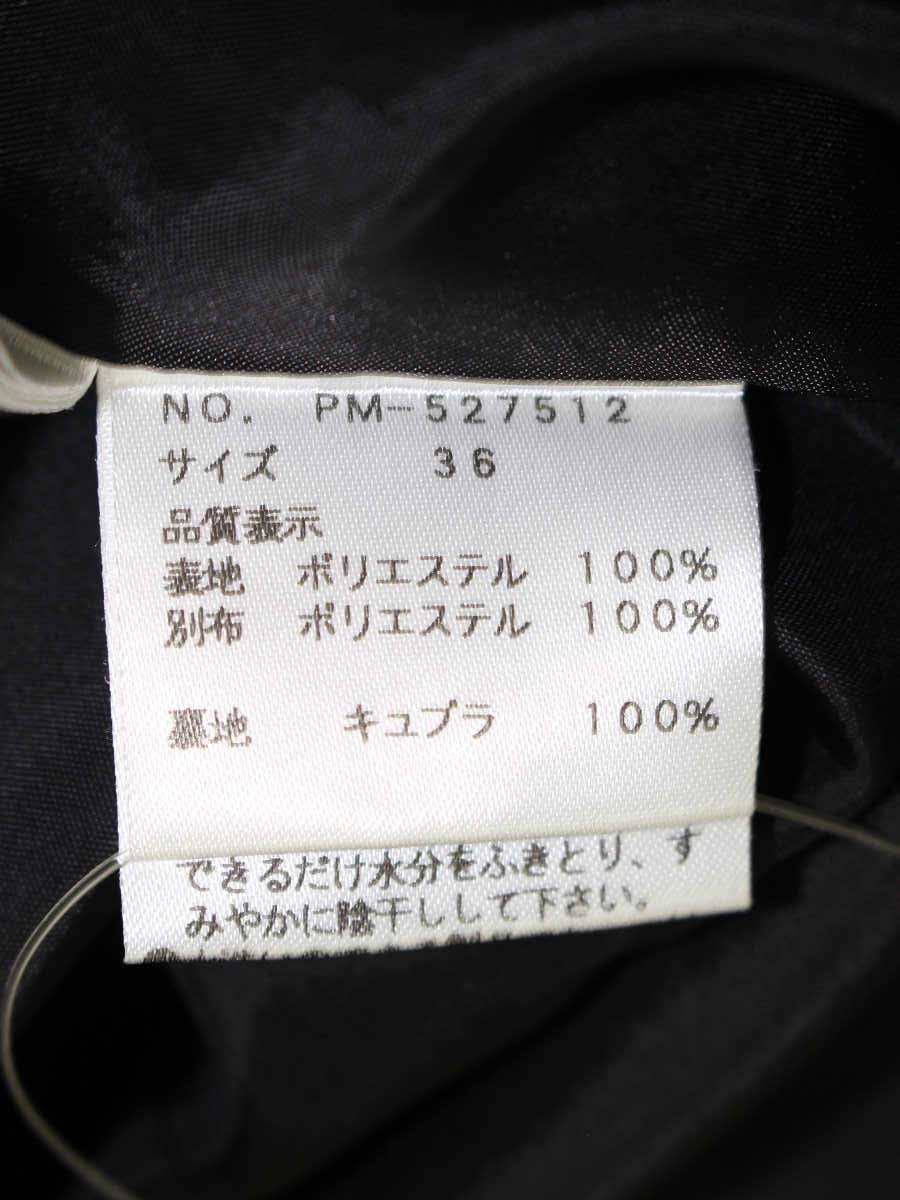 NO. PM-527512
サイズ 36
品質表示
表地 ポリエステル 100%
別布 ポリエステル 100%
裏地 キュプラ 100%
できるだけ水分をふきとり、す
みやかに陰干しして下さい。